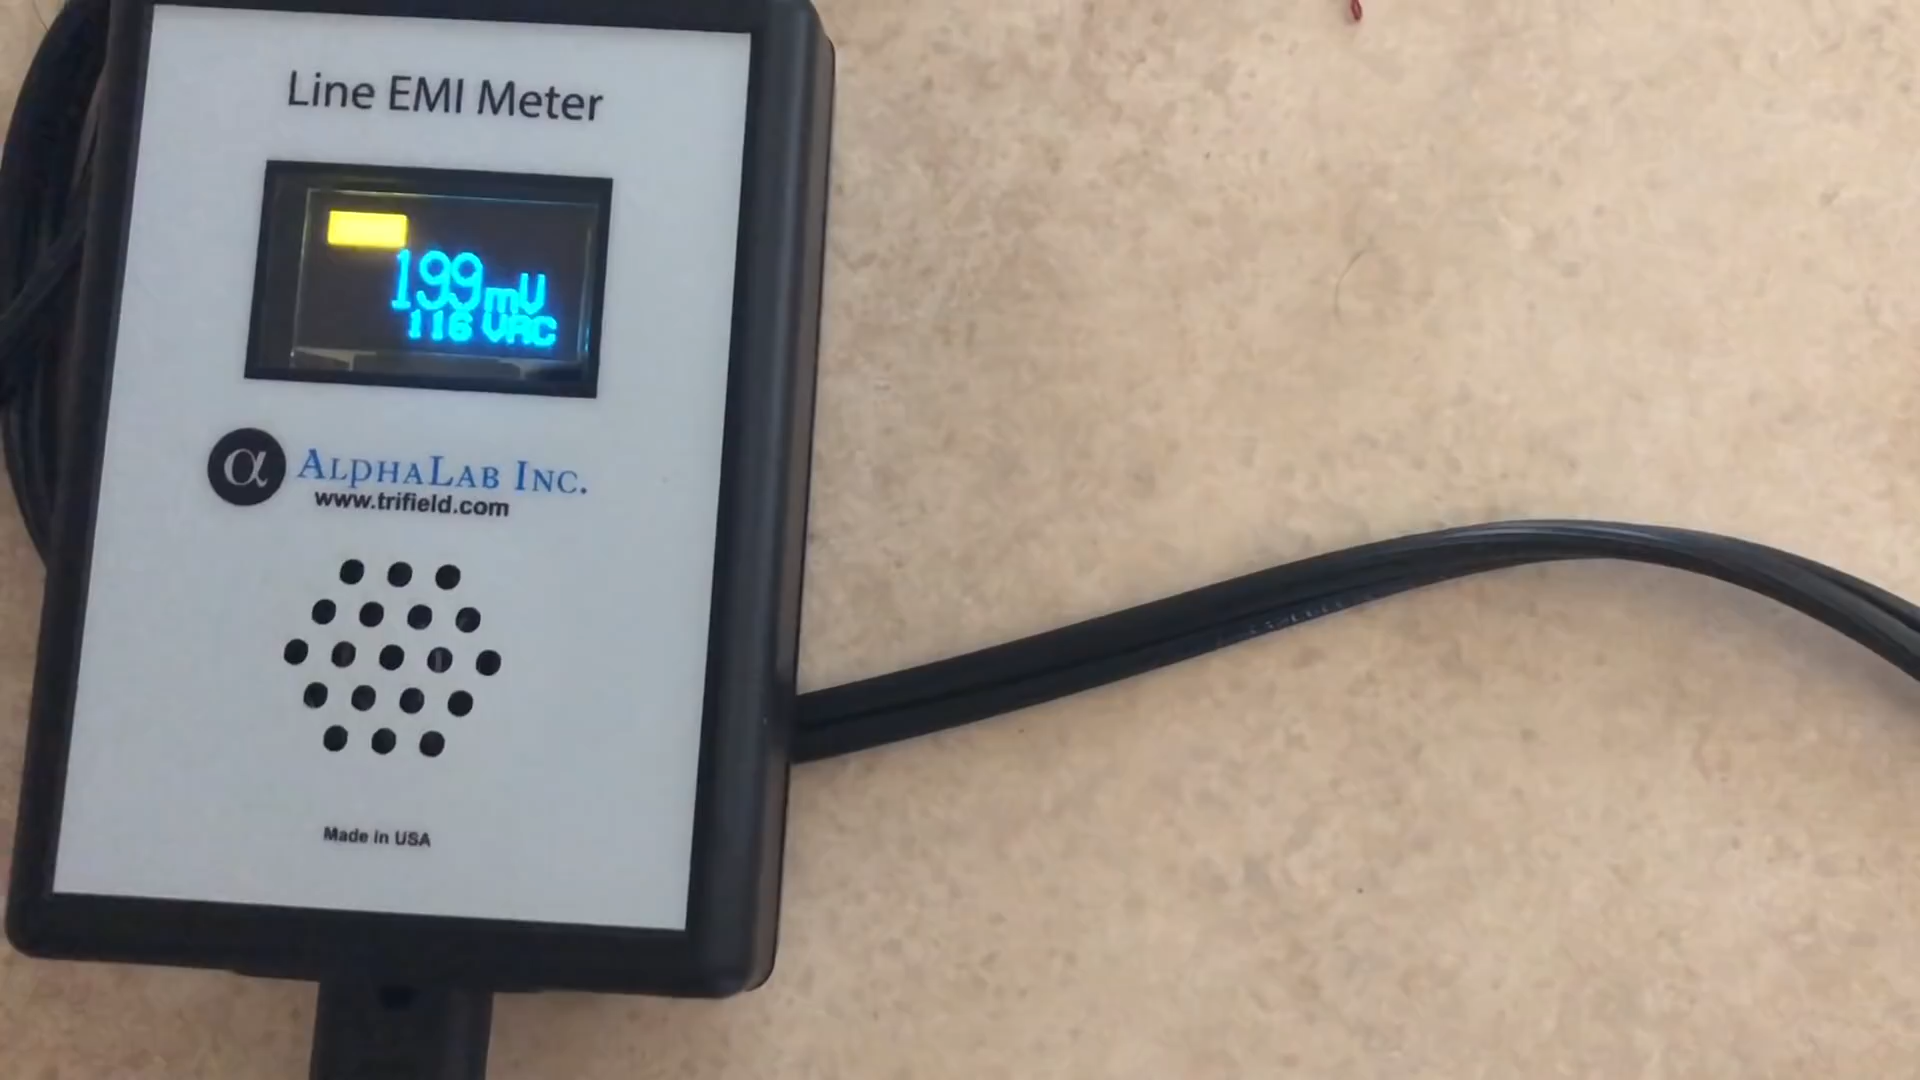 Line EMI Meter
199mV
116 VAC
α ALPHALAB INC.
www.trifield.com
Made in USA